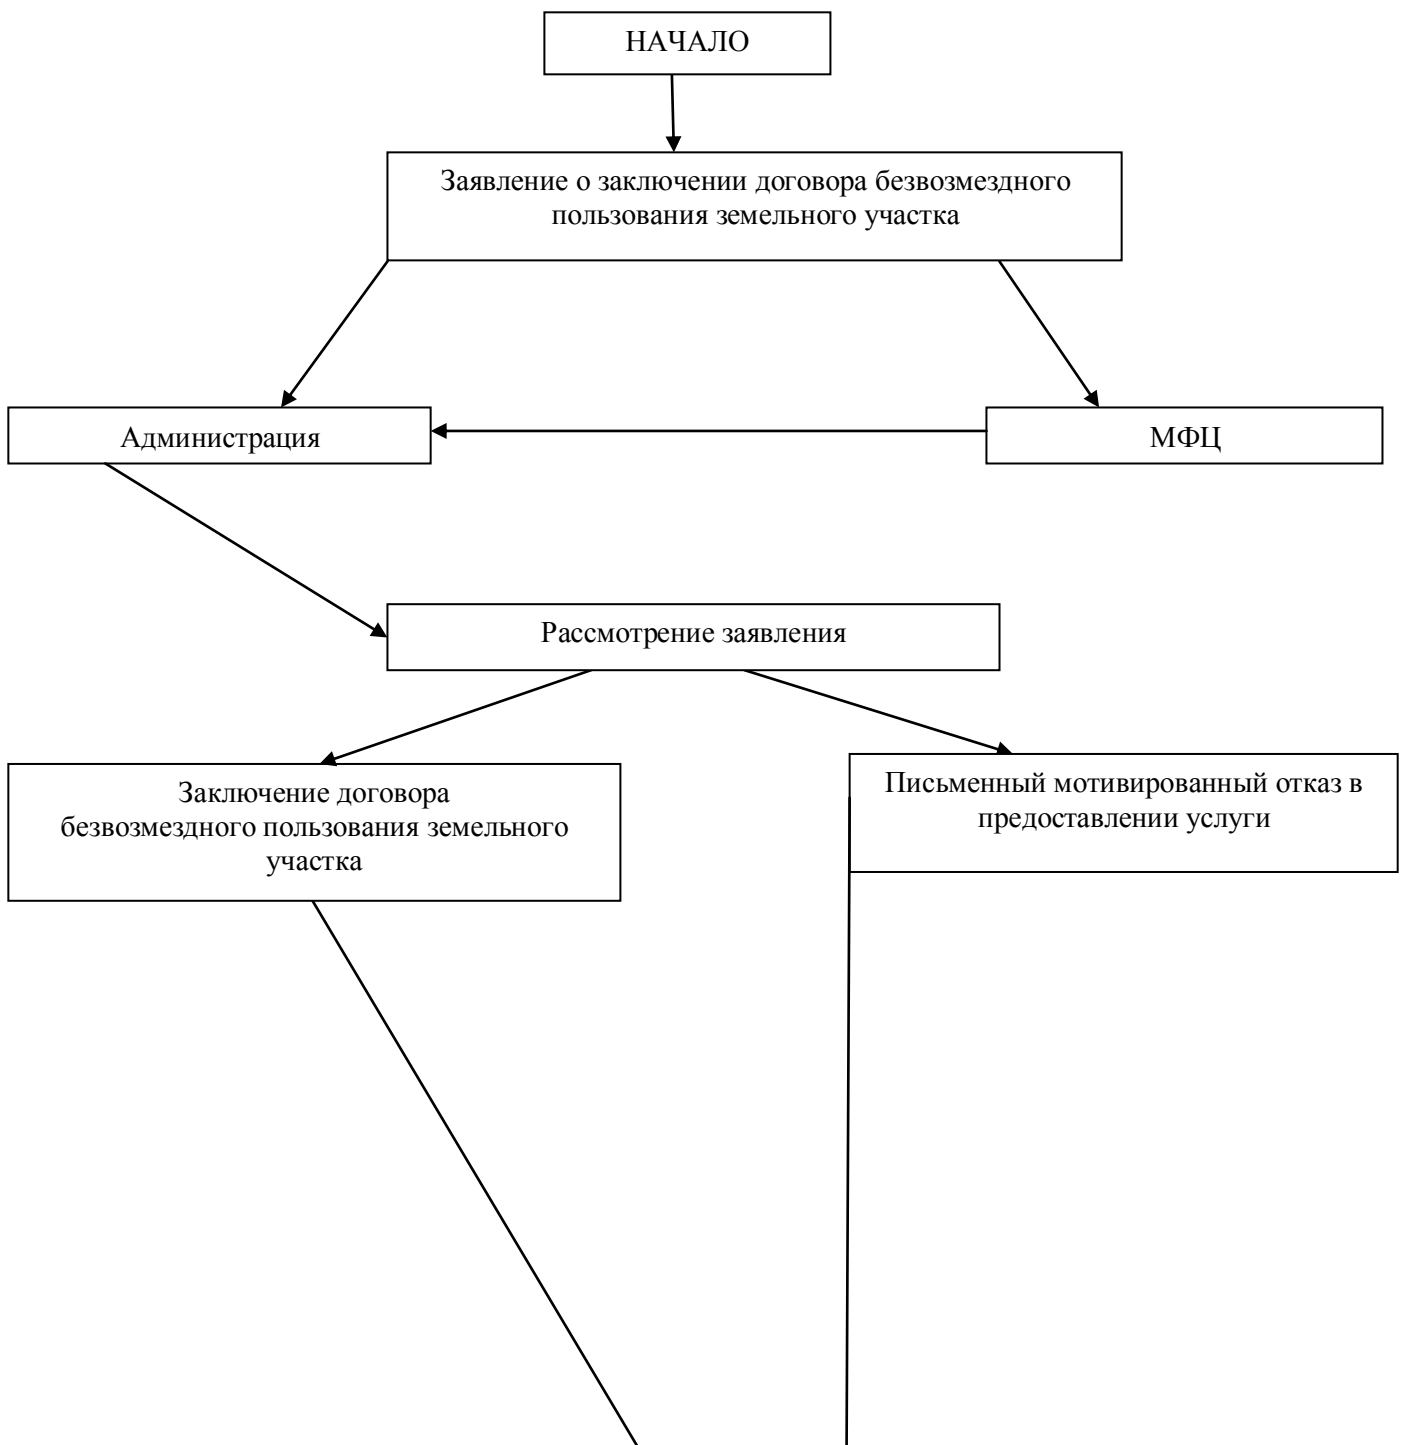 НАЧАЛО
Заявление о заключении договора безвозмездного
пользования земельного участка
Администрация
МФЦ
Рассмотрение заявления
Заключение договора
безвозмездного пользования земельного
участка
Письменный мотивированный отказ в
предоставлении услуги